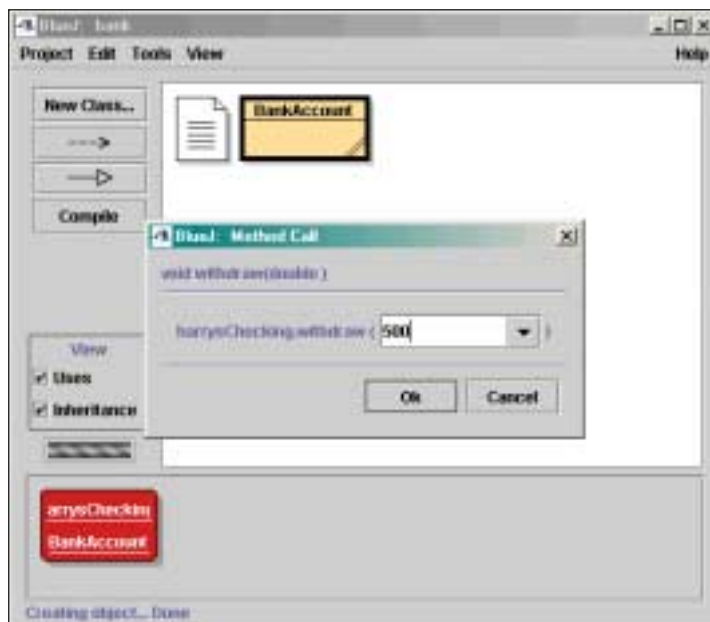 BlueJ: bank
Project Edit Tools View Help
New Class...
BankAccount
Compile
BlueJ: Method Call
void withdraw(double )
harrysChecking.withdraw ( 500 )
Ok Cancel
View
Uses
Inheritance
arrysCheckin
BankAccount
Creating object... Done